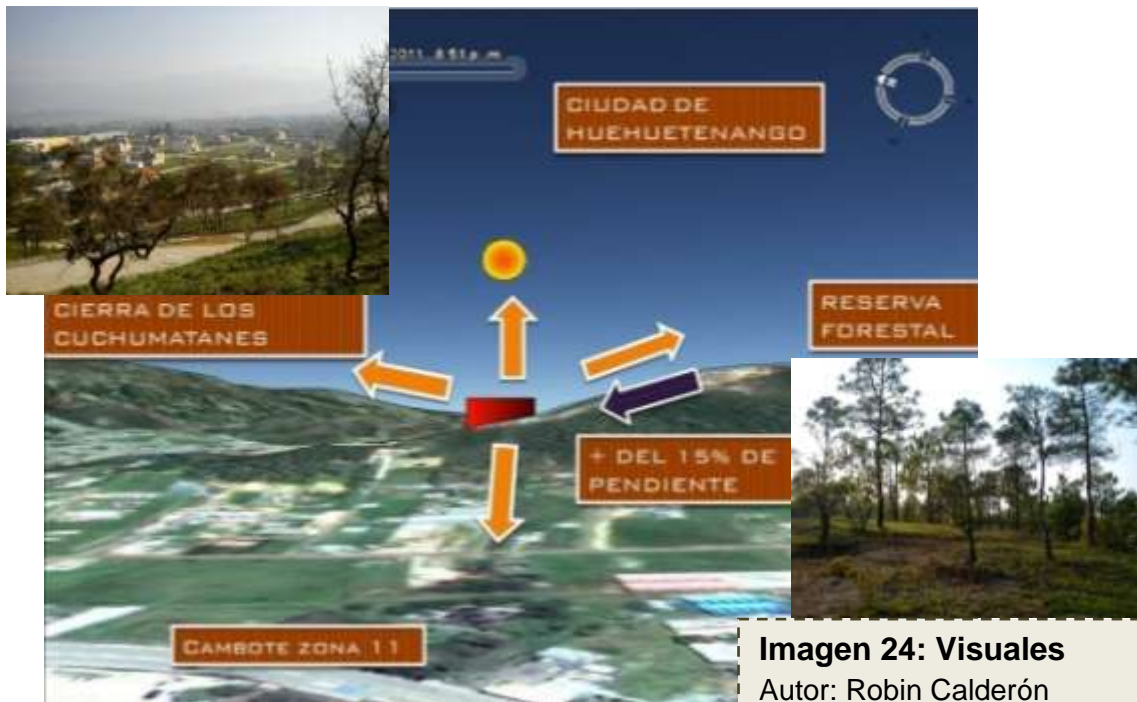 2011 8:51 p.m
CIUDAD DE
HUEHUETENANGO
CIERRA DE LOS
CUCHUMATANES
RESERVA
FORESTAL
+ DEL 15% DE
PENDIENTE
CAMBOTE ZONA 11
Imagen 24: Visuales
Autor: Robin Calderón